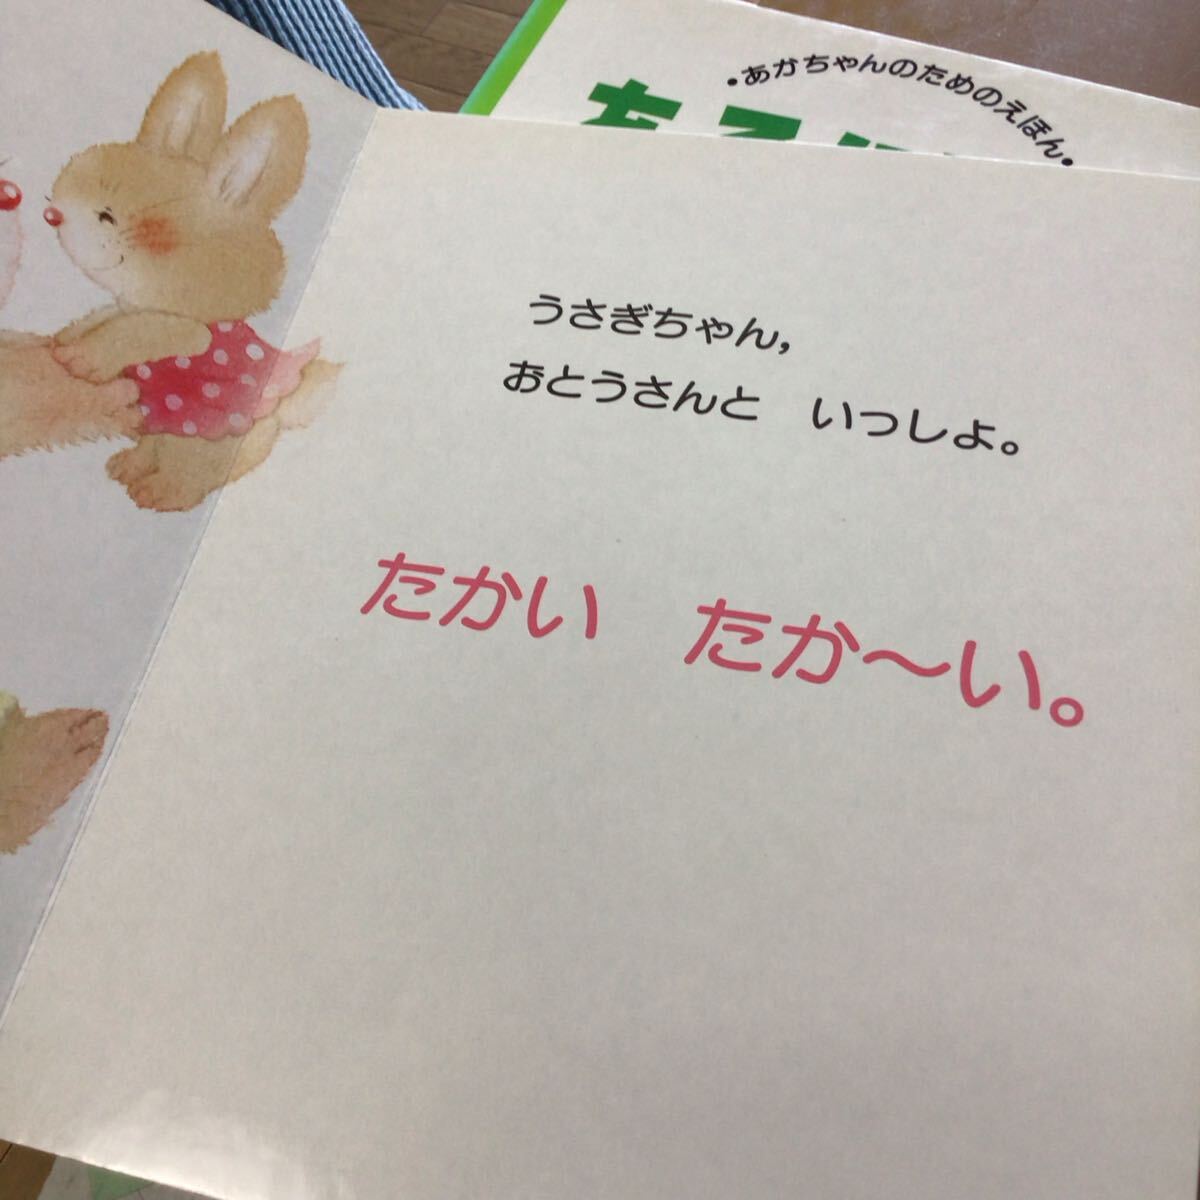 •あかちゃんのためのえほん•
うさぎちゃん,
おとうさんと いっしよ。
たかい たか〜い。